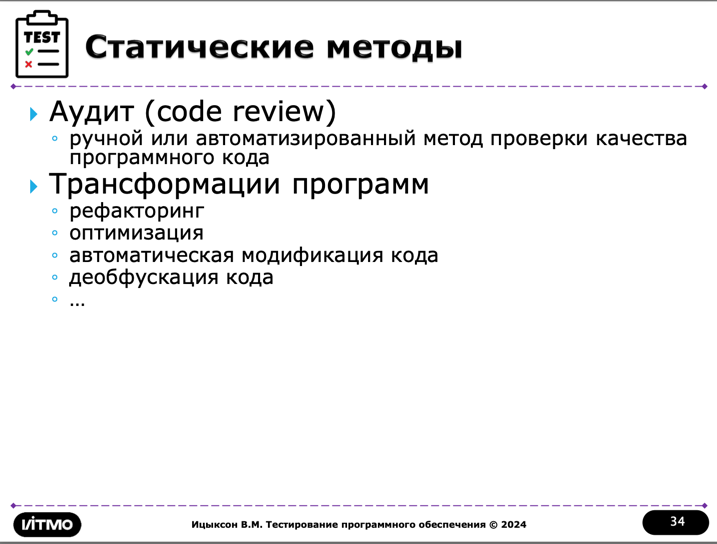 TEST
Статические методы
Аудит (code review)
ручной или автоматизированный метод проверки качества
программного кода
Трансформации программ
рефакторинг
оптимизация
автоматическая модификация кода
деобфускация кода
...
ИТМО
Ицыксон В.М. Тестирование программного обеспечения © 2024
34